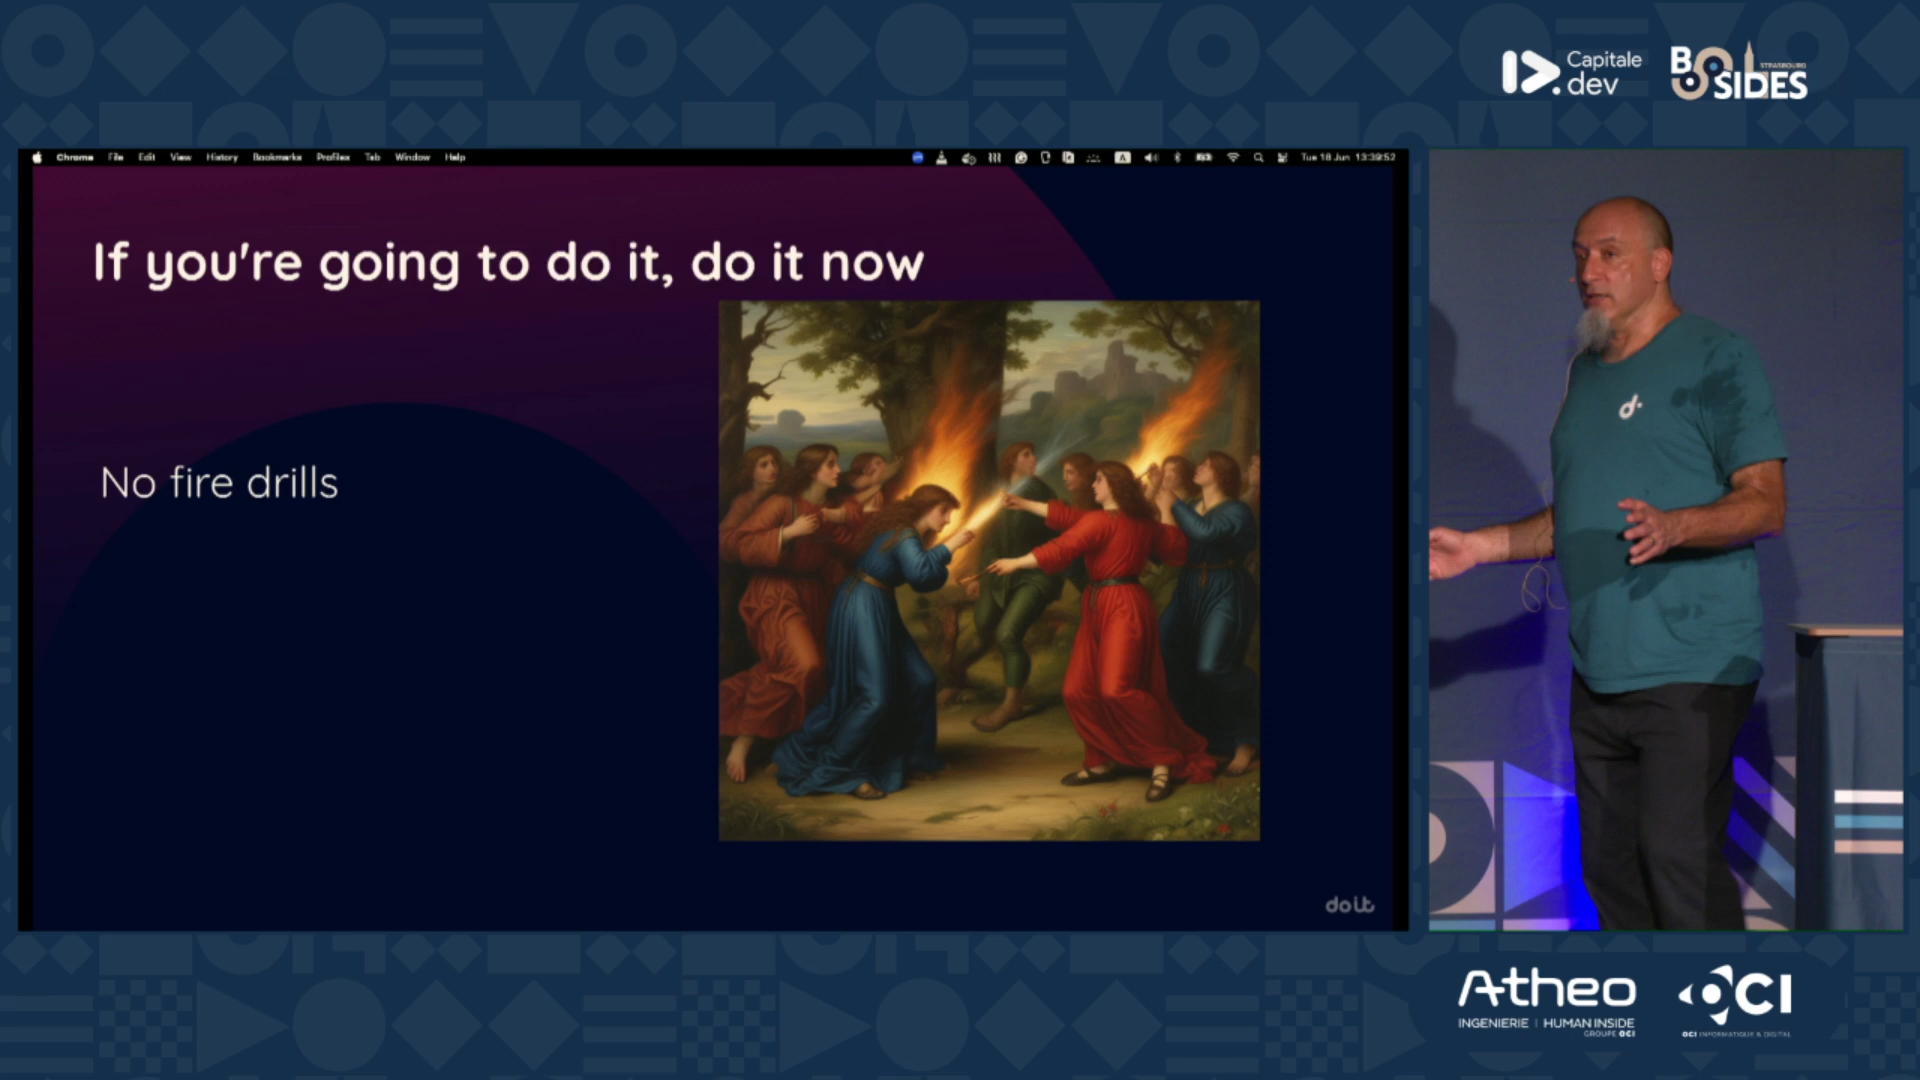 Capitale
dev
BSIDES
STRASBOURG
Chrome File Edit View History Bookmarks Profiles Tab Window Help
A
Tue 18 Jun 13:39:52
If you're going to do it, do it now
No fire drills
doit
d.
Atheo
INGENIERIE | HUMAN INSIDE
GROUPE OCI
OCI
OCI INFORMATIQUE & DIGITAL